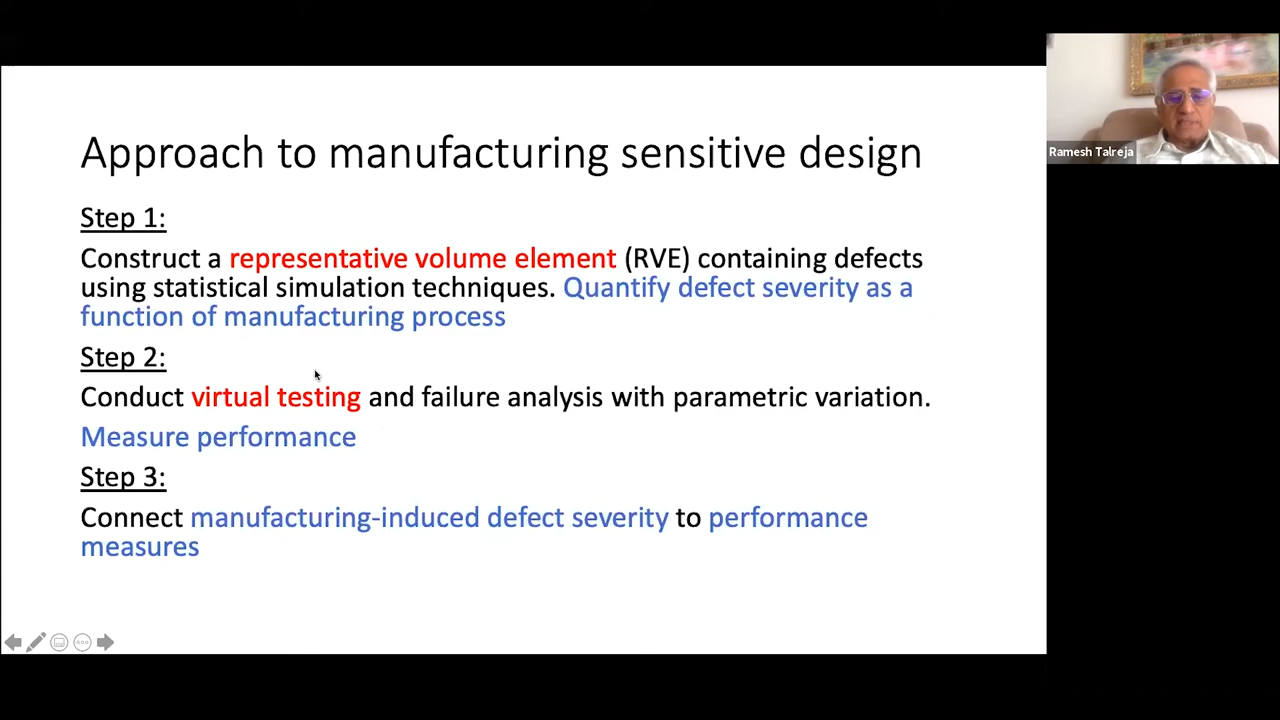 Approach to manufacturing sensitive design
Step 1:
Construct a representative volume element (RVE) containing defects
using statistical simulation techniques. Quantify defect severity as a
function of manufacturing process
Step 2:
Conduct virtual testing and failure analysis with parametric variation.
Measure performance
Step 3:
Connect manufacturing-induced defect severity to performance
measures
Ramesh Talreja